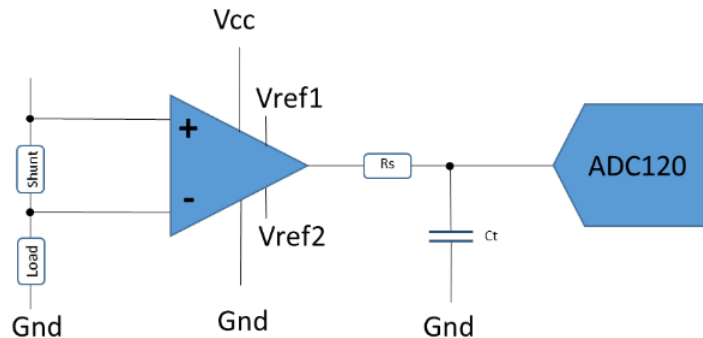 Vcc
Vref1
+
Shunt
Rs
ADC120
-
Vref2
Ct
Load
Gnd
Gnd
Gnd